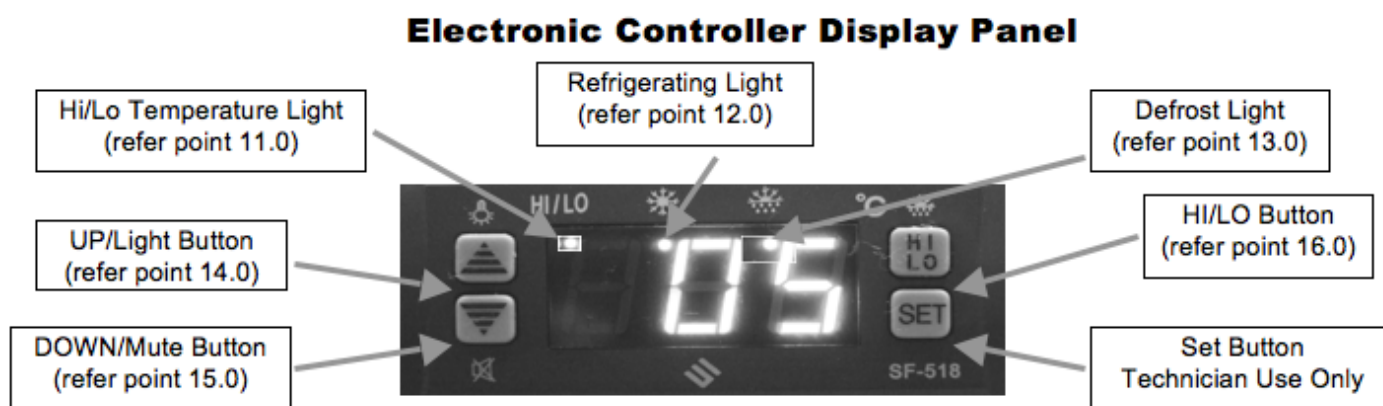 Electronic Controller Display Panel
Refrigerating Light
(refer point 12.0)
Hi/Lo Temperature Light
(refer point 11.0)
Defrost Light
(refer point 13.0)
HI/LO
°C
UP/Light Button
(refer point 14.0)
HI/LO Button
(refer point 16.0)
HI
LO
05
SET
DOWN/Mute Button
(refer point 15.0)
Set Button
Technician Use Only
SF-518